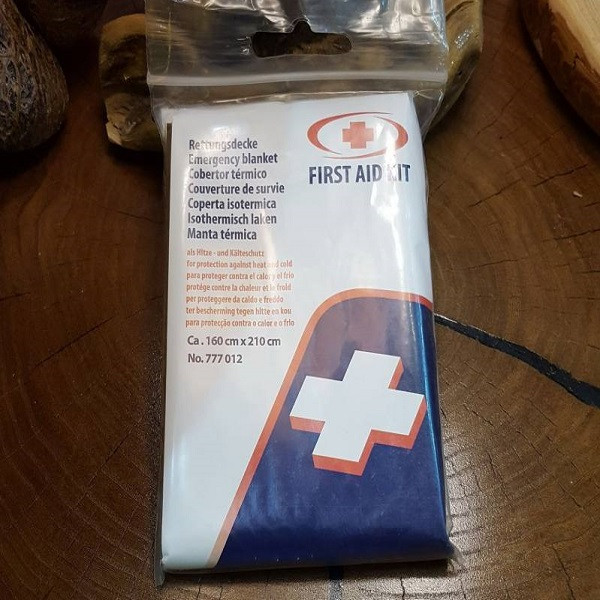 Rettungsdecke
Emergency blanket
Cobertor térmico
Couverture de survie
Coperta isotermica
Isothermisch laken
Manta térmica
FIRST AID KIT
als Hitze - und Kälteschutz
for protection against heat and cold
para proteger contra el calor y el frio
protége contre la chaleur et le froid
per proteggere da caldo e freddo
ter bescherming tegen hitte en kou
para protecção contra o calor e o frio
Ca . 160 cm x 210 cm
No. 777 012